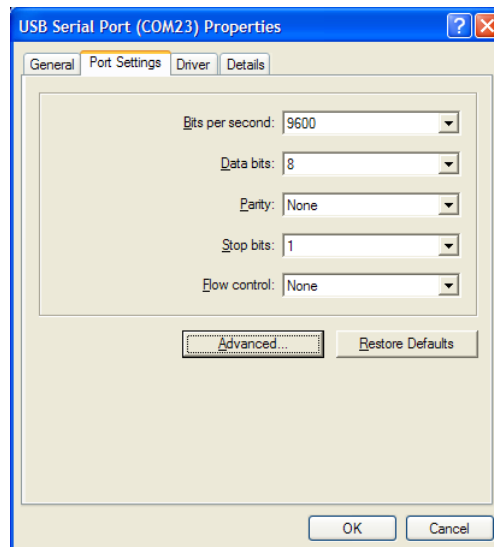 USB Serial Port (COM23) Properties
General Port Settings Driver Details
Bits per second: 9600
Data bits: 8
Parity: None
Stop bits: 1
Flow control: None
Advanced... Restore Defaults
OK Cancel